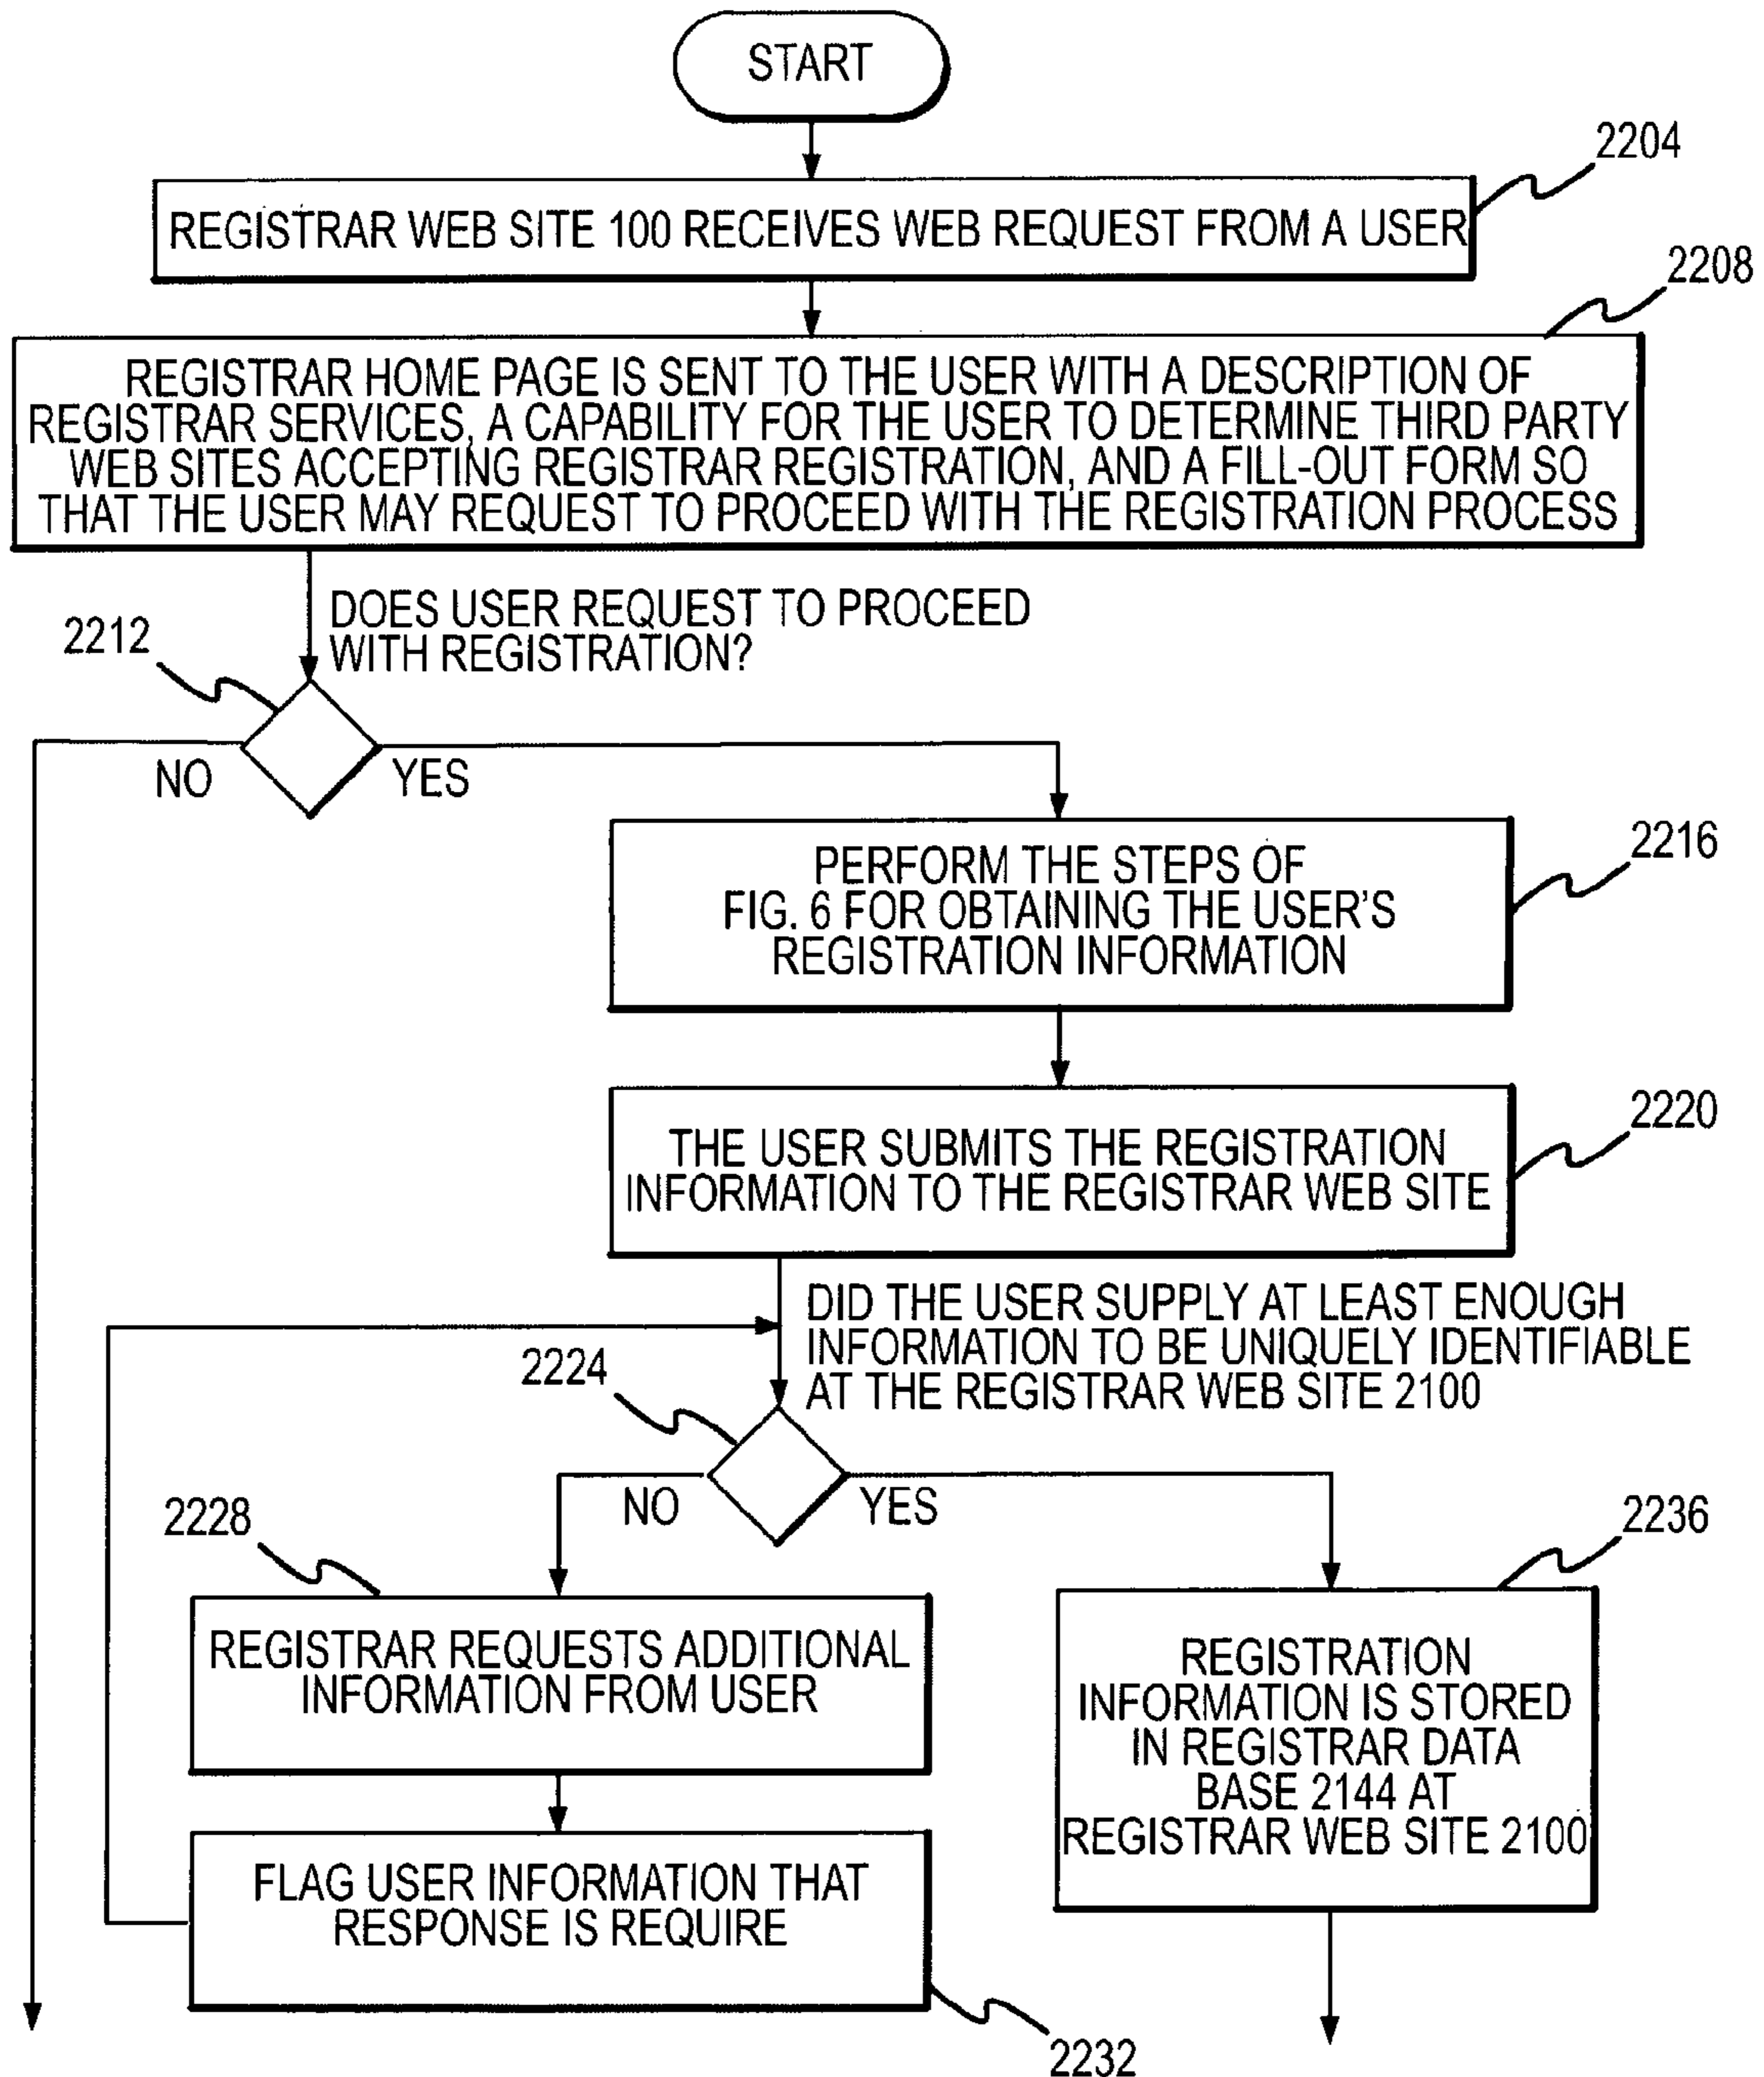 START
2204
REGISTRAR WEB SITE 100 RECEIVES WEB REQUEST FROM A USER
2208
REGISTRAR HOME PAGE IS SENT TO THE USER WITH A DESCRIPTION OF
REGISTRAR SERVICES, A CAPABILITY FOR THE USER TO DETERMINE THIRD PARTY
WEB SITES ACCEPTING REGISTRAR REGISTRATION, AND A FILL-OUT FORM SO
THAT THE USER MAY REQUEST TO PROCEED WITH THE REGISTRATION PROCESS
DOES USER REQUEST TO PROCEED
WITH REGISTRATION?
2212
NO
YES
2216
PERFORM THE STEPS OF
FIG. 6 FOR OBTAINING THE USER'S
REGISTRATION INFORMATION
2220
THE USER SUBMITS THE REGISTRATION
INFORMATION TO THE REGISTRAR WEB SITE
DID THE USER SUPPLY AT LEAST ENOUGH
INFORMATION TO BE UNIQUELY IDENTIFIABLE
AT THE REGISTRAR WEB SITE 2100
2224
NO
YES
2228
REGISTRAR REQUESTS ADDITIONAL
INFORMATION FROM USER
2236
REGISTRATION
INFORMATION IS STORED
IN REGISTRAR DATA
BASE 2144 AT
REGISTRAR WEB SITE 2100
FLAG USER INFORMATION THAT
RESPONSE IS REQUIRE
2232